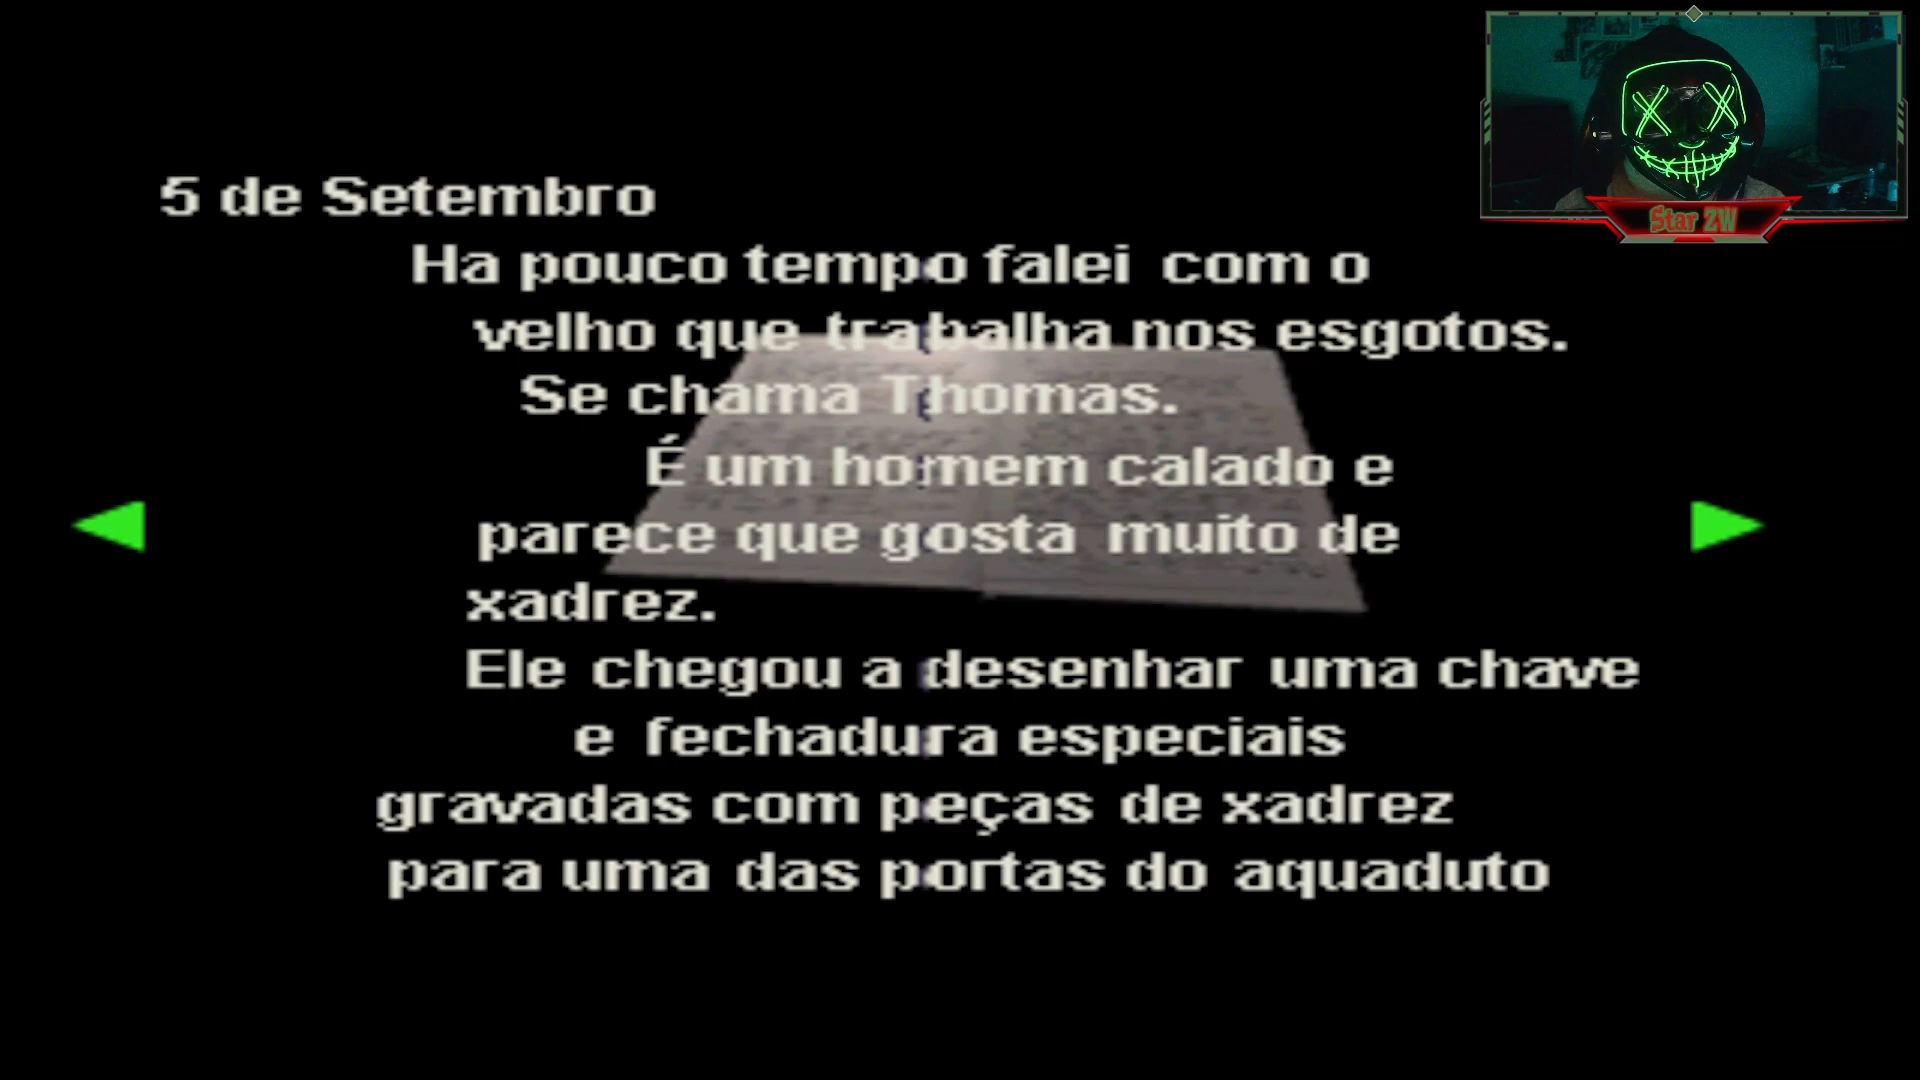 Star ZW
5 de Setembro
Ha pouco tempo falei com o
velho que trabalha nos esgotos.
Se chama Thomas.
É um homem calado e
parece que gosta muito de
xadrez.
Ele chegou a desenhar uma chave
e fechadura especiais
gravadas com peças de xadrez
para uma das portas do aquaduto